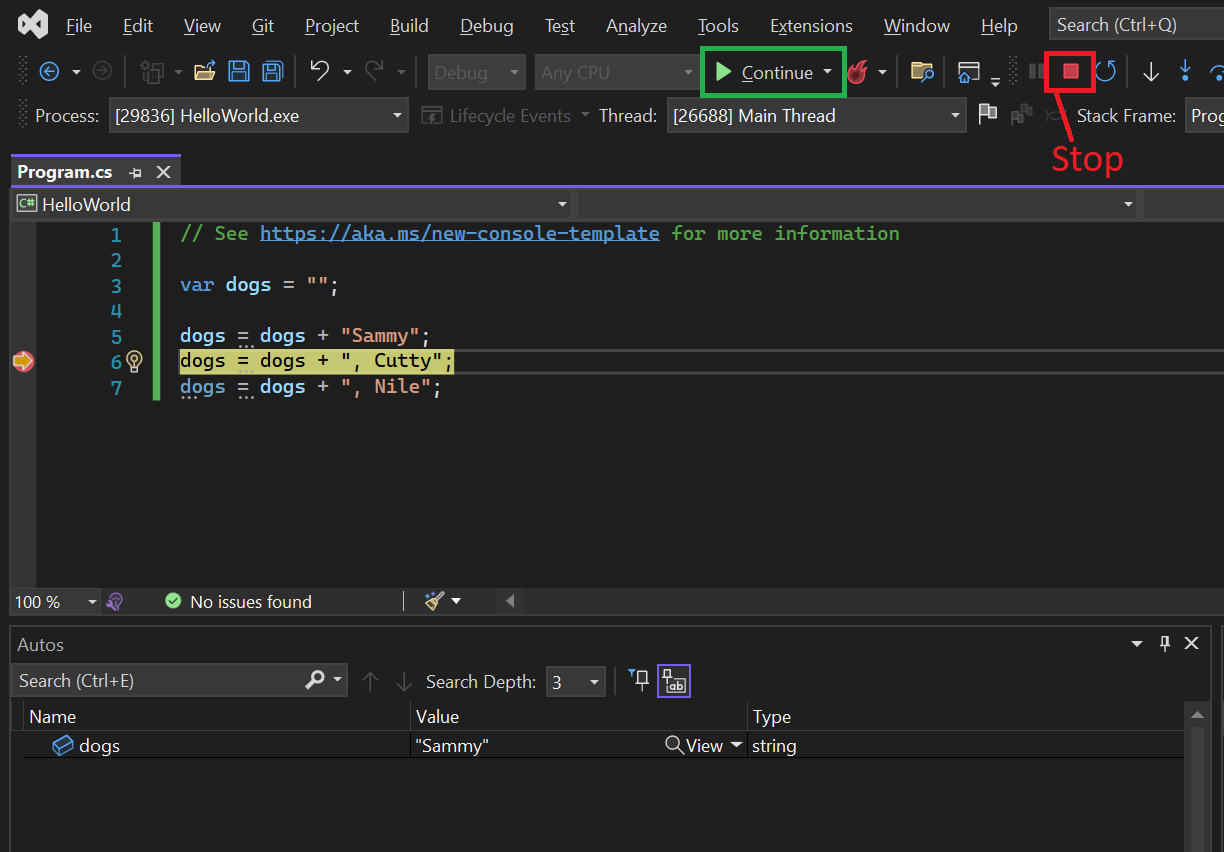 File Edit View Git Project Build Debug Test Analyze Tools Extensions Window Help Search (Ctrl+Q)
Debug Any CPU Continue
Process: [29836] HelloWorld.exe Lifecycle Events Thread: [26688] Main Thread Stack Frame: Prog
Stop
Program.cs
C# HelloWorld
1 // See https://aka.ms/new-console-template for more information
2
3 var dogs = "";
4
5 dogs = dogs + "Sammy";
6 dogs = dogs + ", Cutty";
7 dogs = dogs + ", Nile";
100 % No issues found
Autos
Search (Ctrl+E) Search Depth: 3 ab
Name Value Type
dogs "Sammy" View string